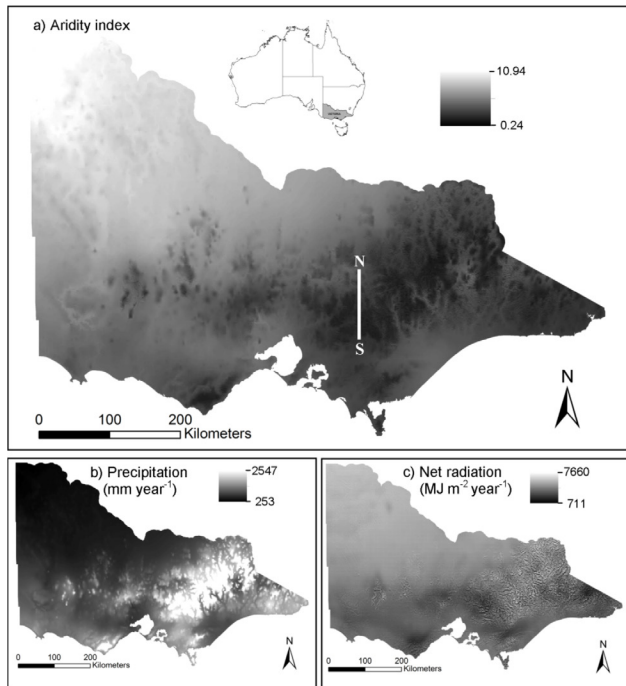 a) Aridity index
10.94
0.24
N
S
N
0 100 200
Kilometers
b) Precipitation
(mm year⁻¹)
2547
253
N
0 100 200
Kilometers
c) Net radiation
(MJ m⁻² year⁻¹)
7660
711
N
0 100 200
Kilometers